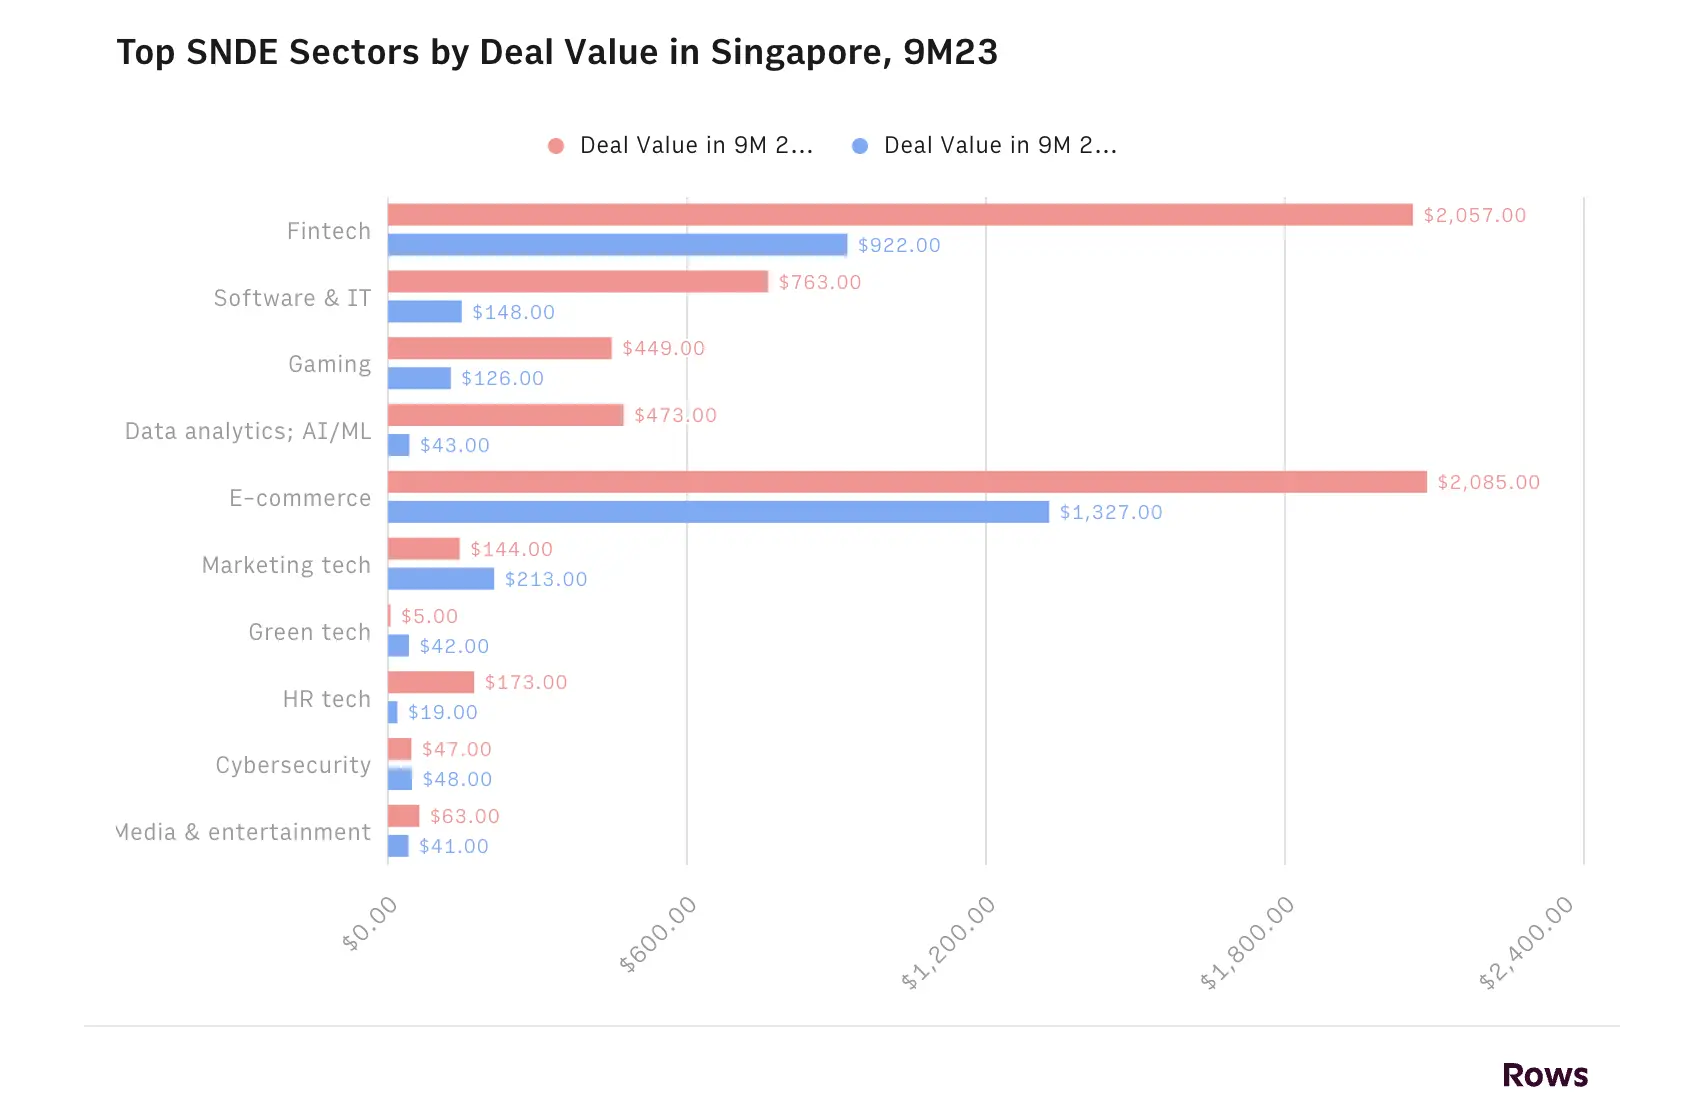 Top SNDE Sectors by Deal Value in Singapore, 9M23
Deal Value in 9M 2... Deal Value in 9M 2...
Fintech
$2,057.00
$922.00
Software & IT
$763.00
$148.00
Gaming
$449.00
$126.00
Data analytics; AI/ML
$473.00
$43.00
E-commerce
$2,085.00
$1,327.00
Marketing tech
$144.00
$213.00
Green tech
$5.00
$42.00
HR tech
$173.00
$19.00
Cybersecurity
$47.00
$48.00
Media & entertainment
$63.00
$41.00
$0.00 $600.00 $1,200.00 $1,800.00 $2,400.00
Rows